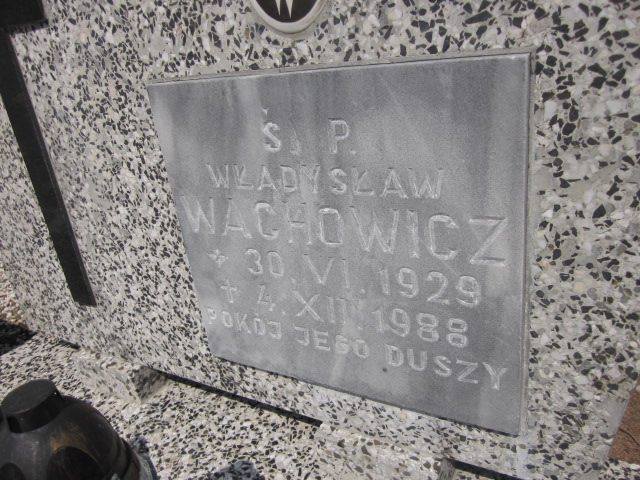 Ś. P.
WŁADYSŁAW
WACHOWICZ
* 30. VI. 1929
+ 4. XII. 1988
POKÓJ JEGO DUSZY